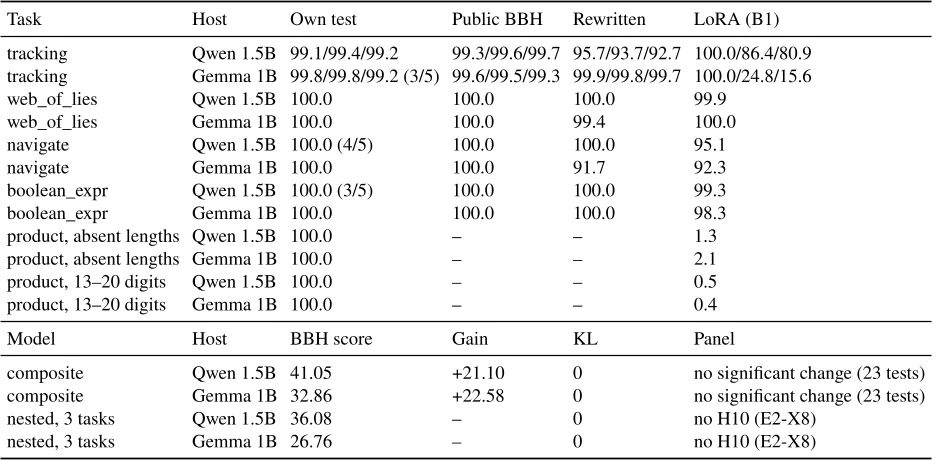 Task Host Own test Public BBH Rewritten LoRA (B1)
tracking Qwen 1.5B 99.1/99.4/99.2 99.3/99.6/99.7 95.7/93.7/92.7 100.0/86.4/80.9
tracking Gemma 1B 99.8/99.8/99.2 (3/5) 99.6/99.5/99.3 99.9/99.8/99.7 100.0/24.8/15.6
web_of_lies Qwen 1.5B 100.0 100.0 100.0 99.9
web_of_lies Gemma 1B 100.0 100.0 99.4 100.0
navigate Qwen 1.5B 100.0 (4/5) 100.0 100.0 95.1
navigate Gemma 1B 100.0 100.0 91.7 92.3
boolean_expr Qwen 1.5B 100.0 (3/5) 100.0 100.0 99.3
boolean_expr Gemma 1B 100.0 100.0 100.0 98.3
product, absent lengths Qwen 1.5B 100.0 – – 1.3
product, absent lengths Gemma 1B 100.0 – – 2.1
product, 13–20 digits Qwen 1.5B 100.0 – – 0.5
product, 13–20 digits Gemma 1B 100.0 – – 0.4
Model Host BBH score Gain KL Panel
composite Qwen 1.5B 41.05 +21.10 0 no significant change (23 tests)
composite Gemma 1B 32.86 +22.58 0 no significant change (23 tests)
nested, 3 tasks Qwen 1.5B 36.08 – 0 no H10 (E2-X8)
nested, 3 tasks Gemma 1B 26.76 – 0 no H10 (E2-X8)